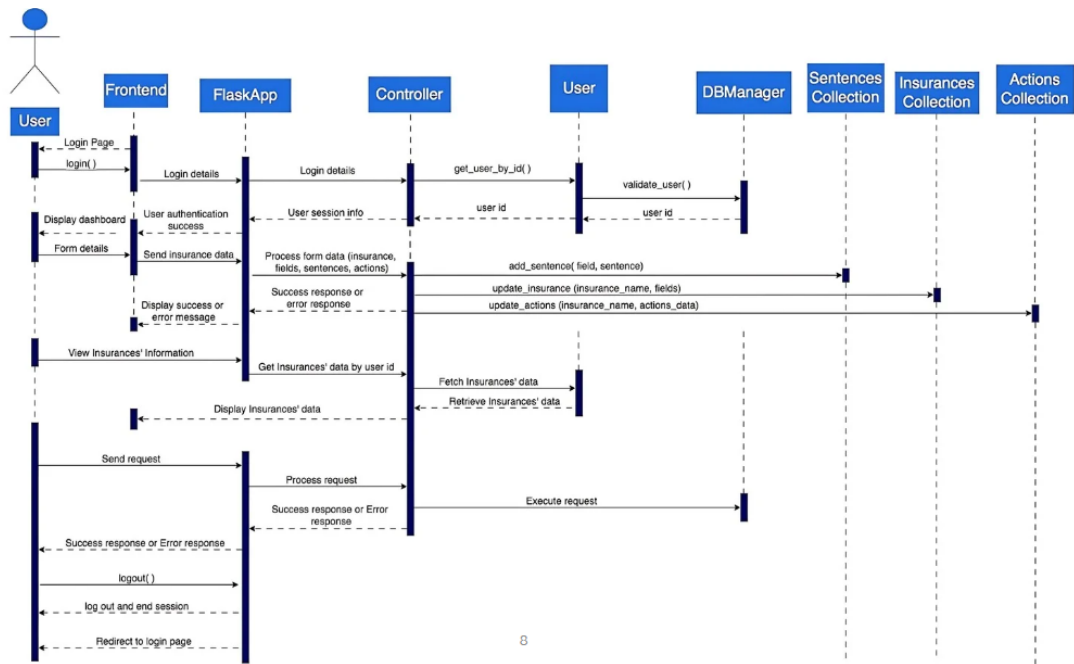 User
Frontend
FlaskApp
Controller
User
DBManager
Sentences
Collection
Insurances
Collection
Actions
Collection
Login Page
login( )
Login details
Login details
get_user_by_id( )
validate_user( )
user id
user id
User session info
User authentication
success
Display dashboard
Form details
Send insurance data
Process form data (insurance,
fields, sentences, actions)
add_sentence( field, sentence)
update_insurance (insurance_name, fields)
update_actions (insurance_name, actions_data)
Success response or
error response
Display success or
error message
View Insurances' Information
Get Insurances' data by user id
Fetch Insurances' data
Retrieve Insurances' data
Display Insurances' data
Send request
Process request
Execute request
Success response or Error
response
Success response or Error response
logout( )
log out and end session
Redirect to login page
8